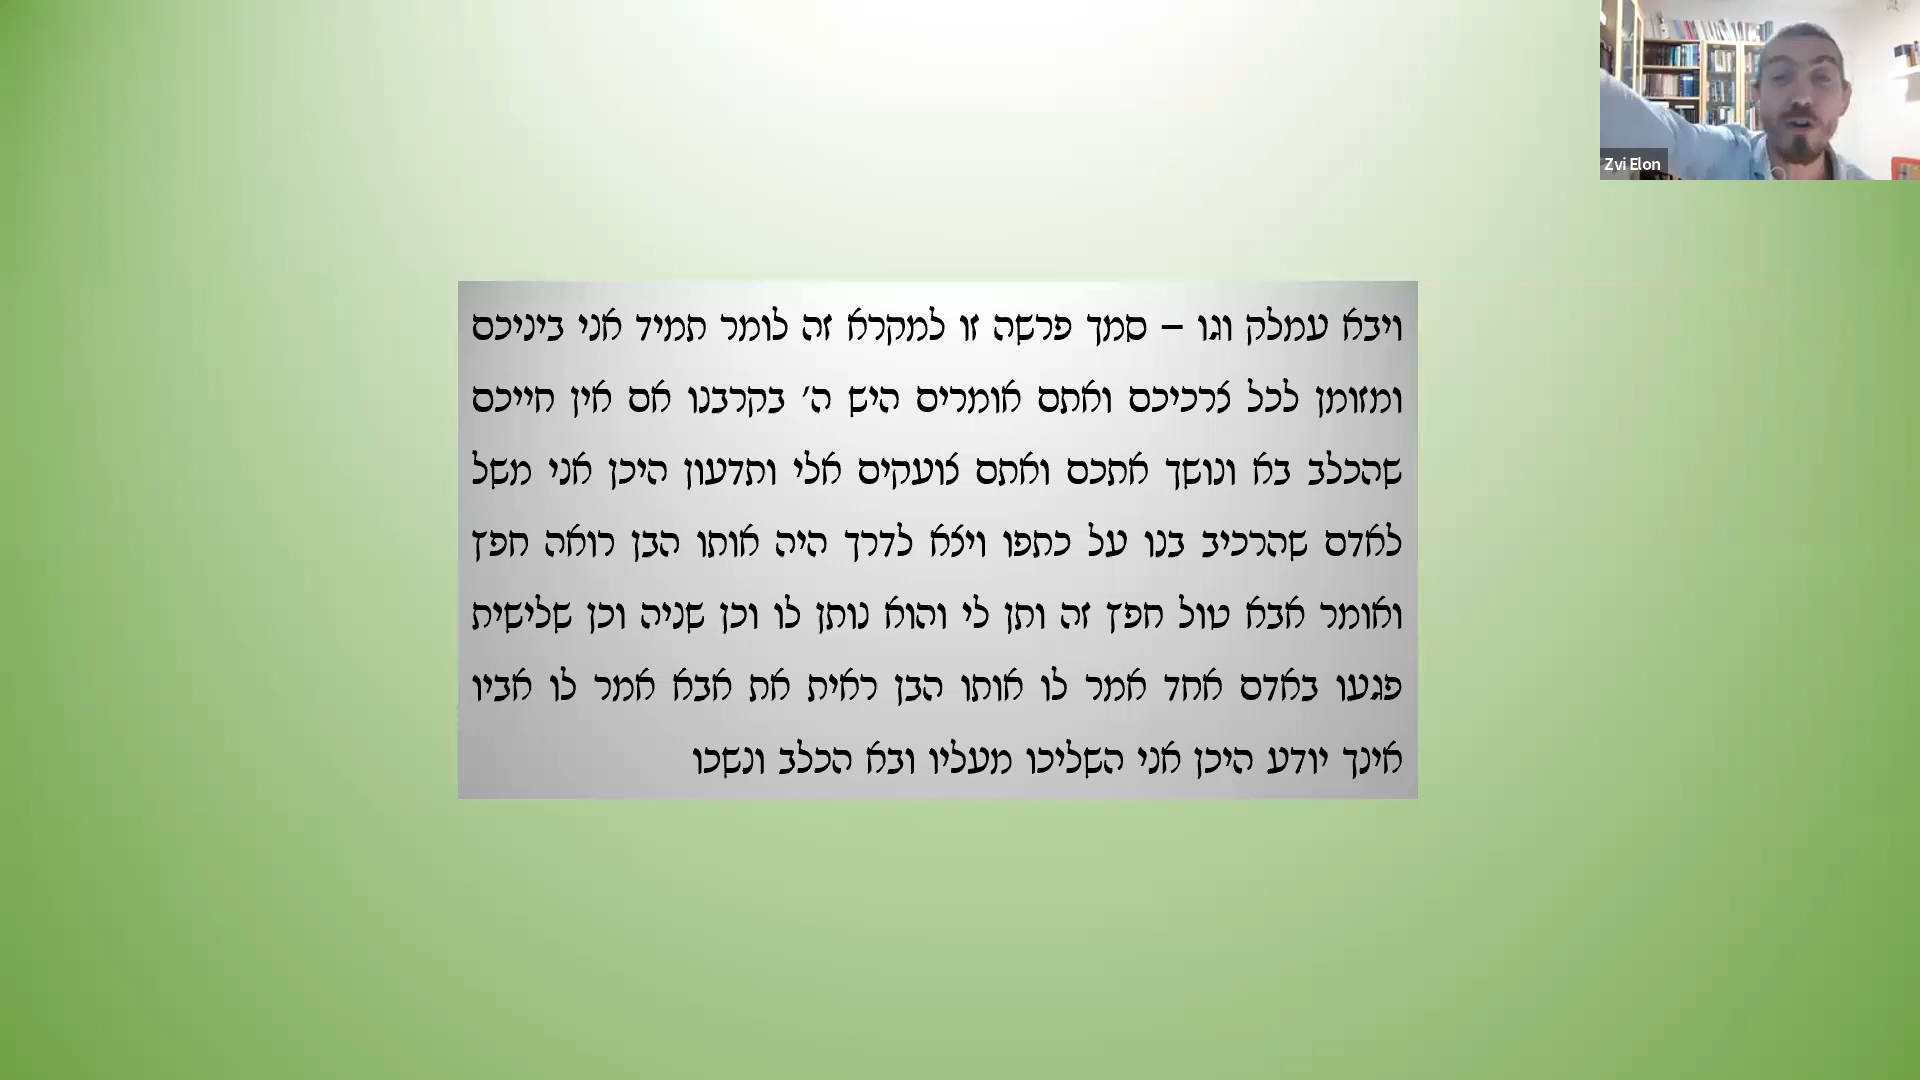 ויבא עמלק וגו – סמך פרשה זו למקרא זה לומר תמיד אני ביניכם
ומזומן לכל צרכיכם ואתם אומרים היש ה' בקרבנו אם אין חייכם
שהכלב בא ונושך אתכם ואתם צועקים אלי ותדעון היכן אני משל
לאדם שהרכיב בנו על כתפו ויצא לדרך היה אותו הבן רואה חפץ
ואומר אבא טול חפץ זה ותן לי והוא נותן לו וכן שניה וכן שלישית
פגעו באדם אחד אמר לו אותו הבן ראית את אבא אמר לו אביו
אינך יודע היכן אני השליכו מעליו ובא הכלב ונשכו
Zvi Elon